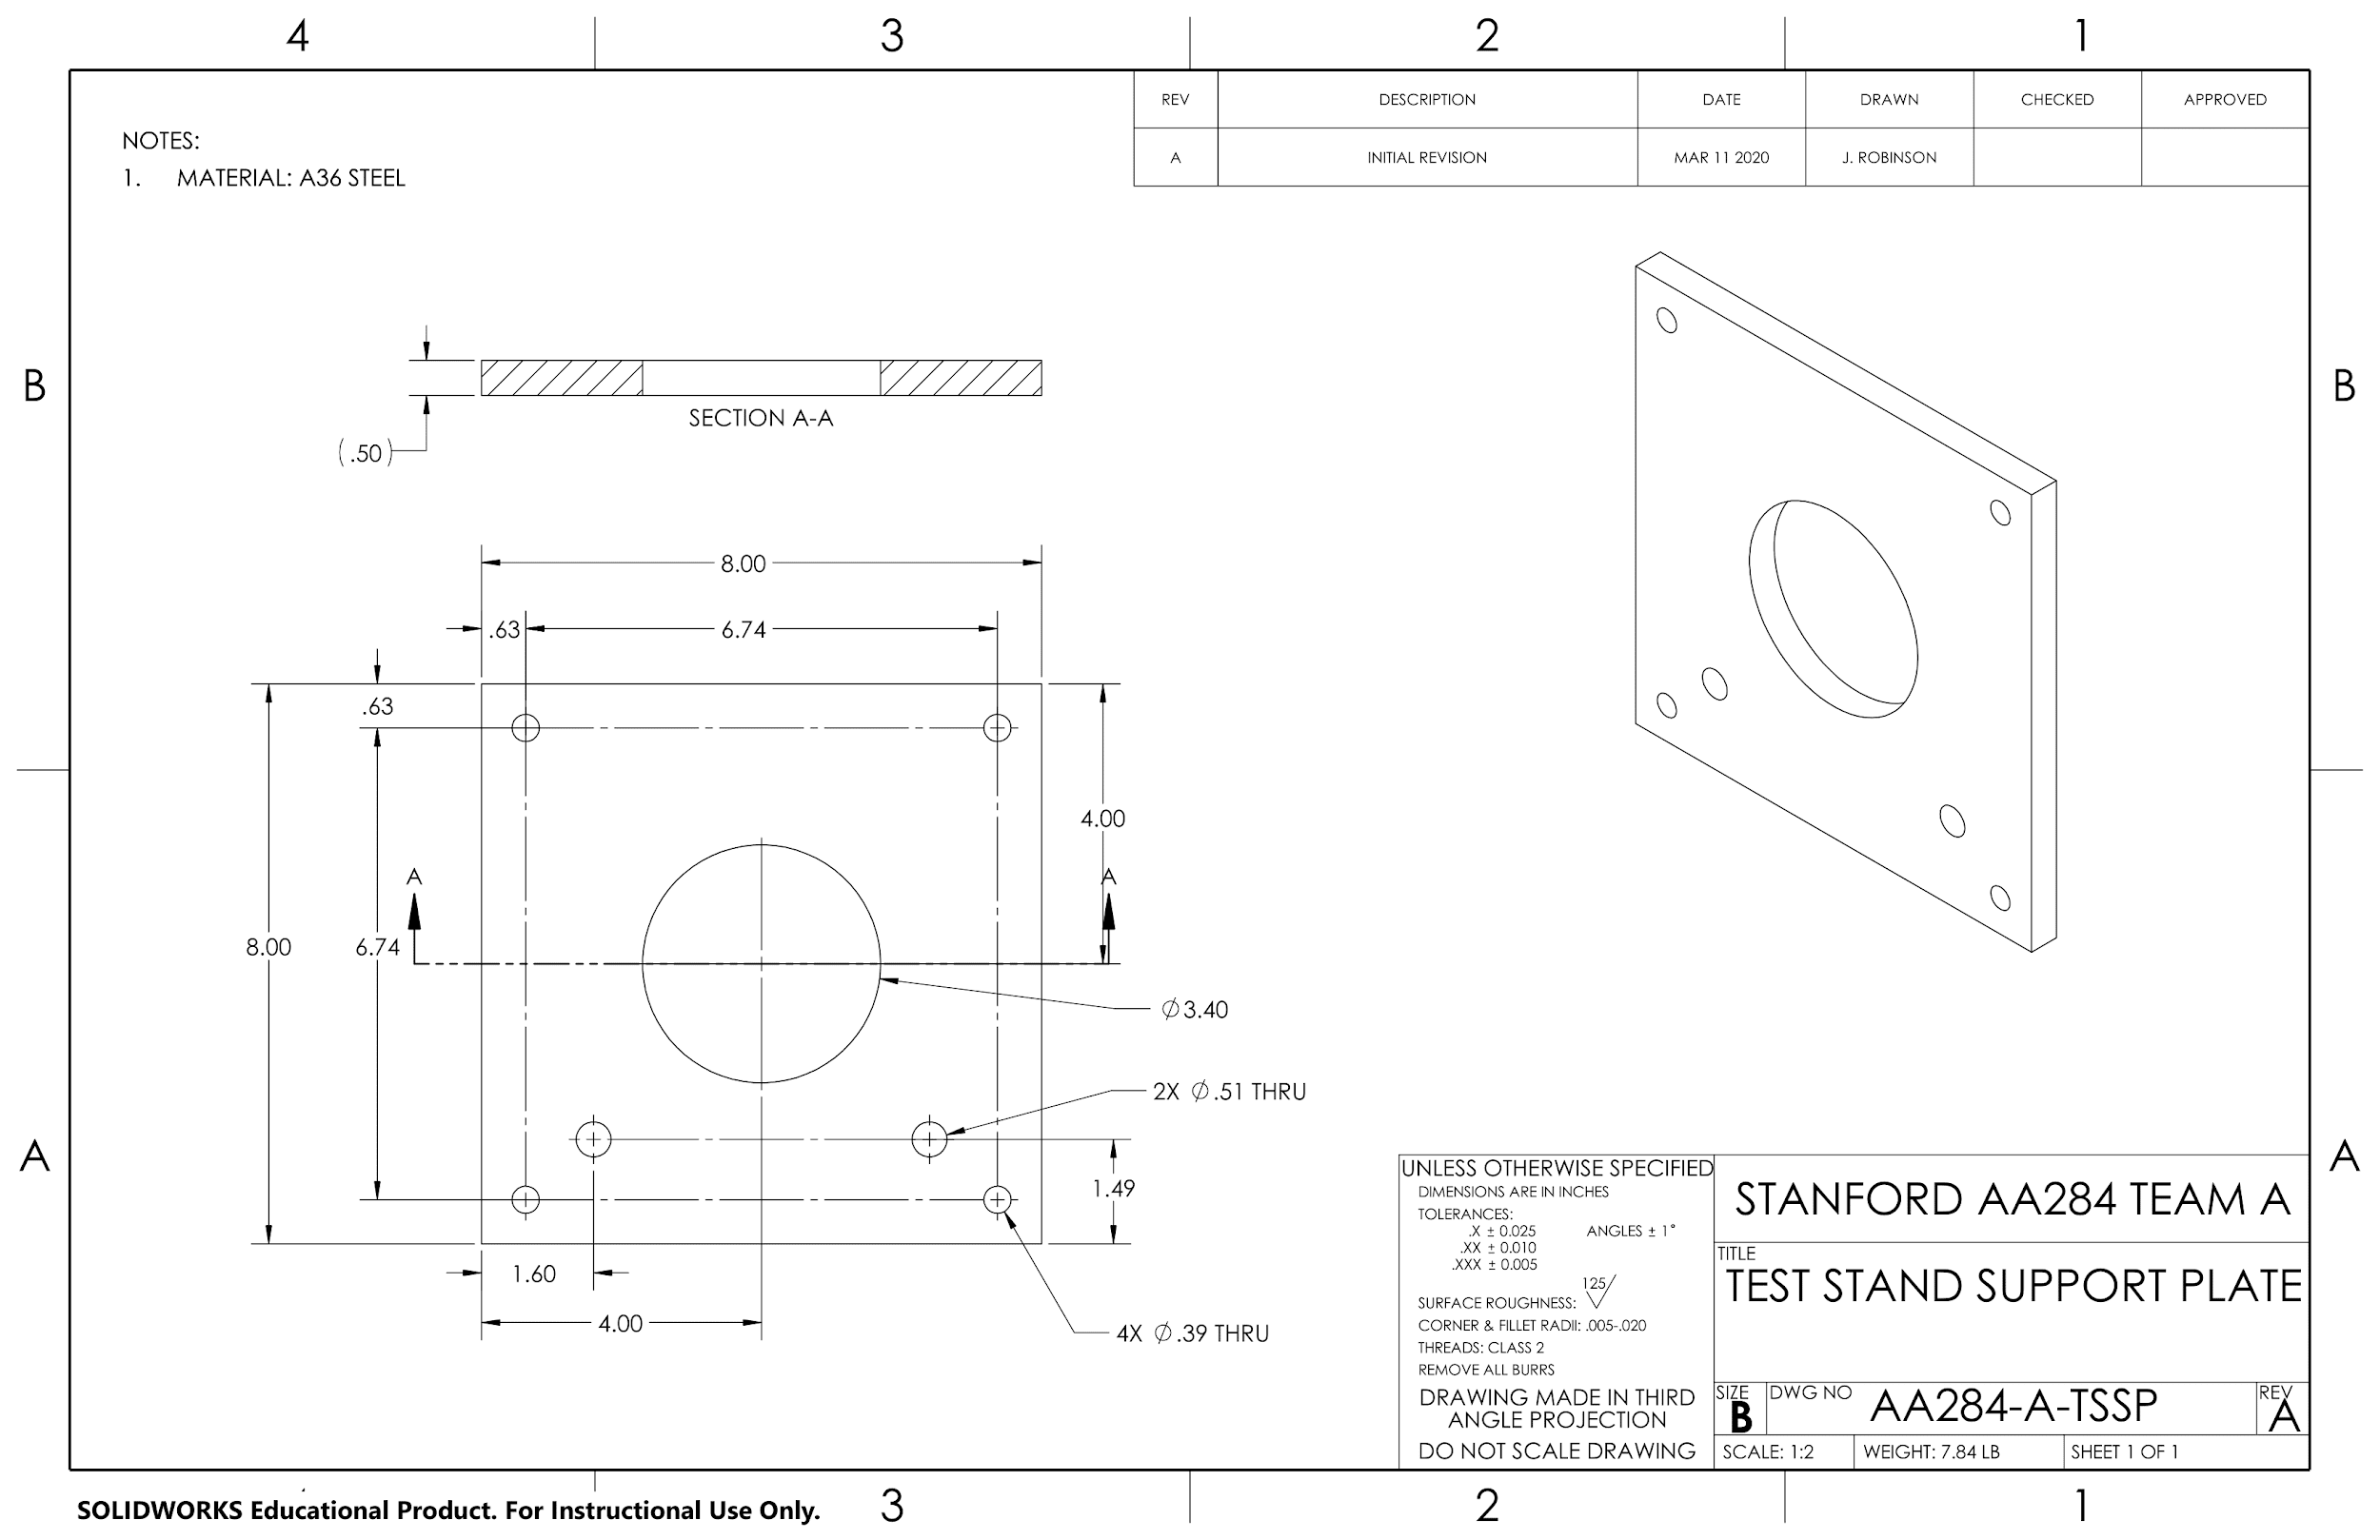 4 3 2 1
REV DESCRIPTION DATE DRAWN CHECKED APPROVED
A INITIAL REVISION MAR 11 2020 J. ROBINSON
NOTES:
1. MATERIAL: A36 STEEL
B B
SECTION A-A
(.50)
8.00
.63 6.74
.63
4.00
A A
8.00 6.74
⌀3.40
2X ⌀.51 THRU
A A
1.49
1.60
4.00
4X ⌀.39 THRU
UNLESS OTHERWISE SPECIFIED
DIMENSIONS ARE IN INCHES
TOLERANCES:
.X ± 0.025 ANGLES ± 1°
.XX ± 0.010
.XXX ± 0.005
125
SURFACE ROUGHNESS:
CORNER & FILLET RADII: .005-.020
THREADS: CLASS 2
REMOVE ALL BURRS
DRAWING MADE IN THIRD
ANGLE PROJECTION
DO NOT SCALE DRAWING
STANFORD AA284 TEAM A
TITLE
TEST STAND SUPPORT PLATE
SIZE DWG NO REV
B AA284-A-TSSP A
SCALE: 1:2 WEIGHT: 7.84 LB SHEET 1 OF 1
SOLIDWORKS Educational Product. For Instructional Use Only.
3 2 1